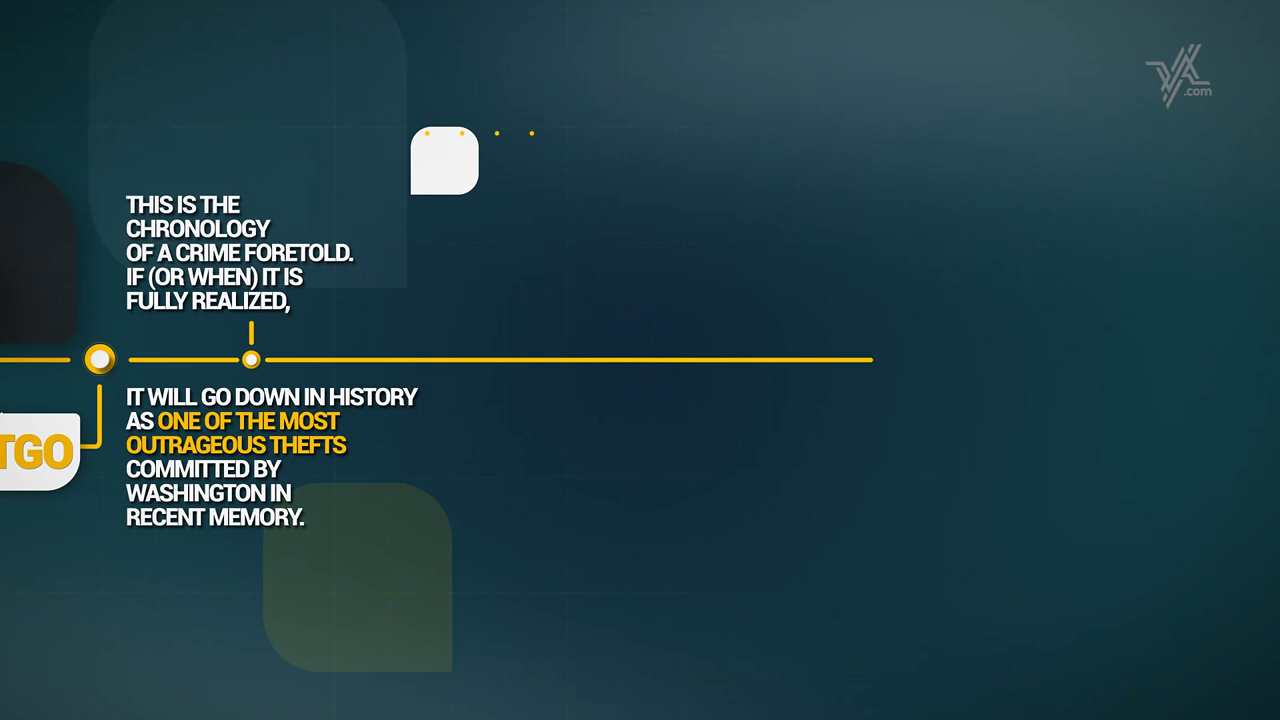 THIS IS THE
CHRONOLOGY
OF A CRIME FORETOLD.
IF (OR WHEN) IT IS
FULLY REALIZED,
IT WILL GO DOWN IN HISTORY
AS ONE OF THE MOST
OUTRAGEOUS THEFTS
COMMITTED BY
WASHINGTON IN
RECENT MEMORY.
TGO
.com